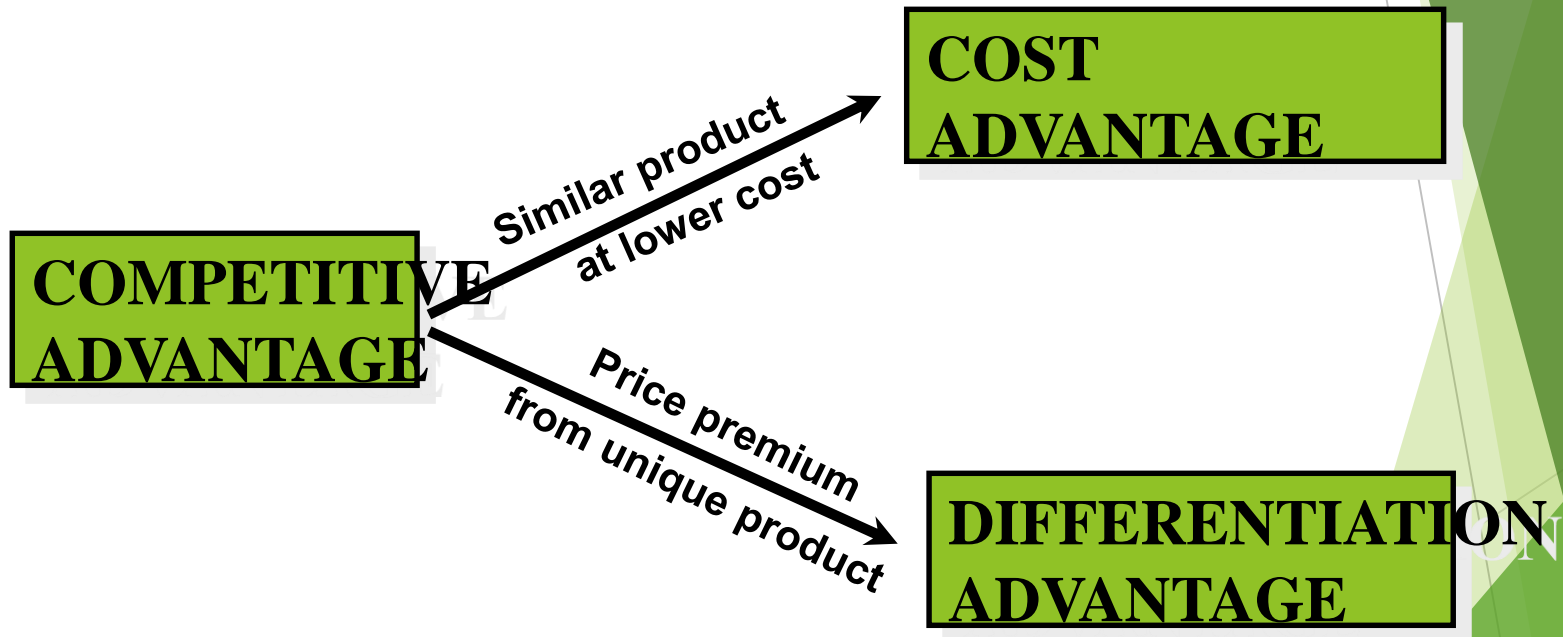 COST
ADVANTAGE
Similar product
at lower cost
COMPETITIVE
ADVANTAGE
Price premium
from unique product
DIFFERENTIATION
ADVANTAGE